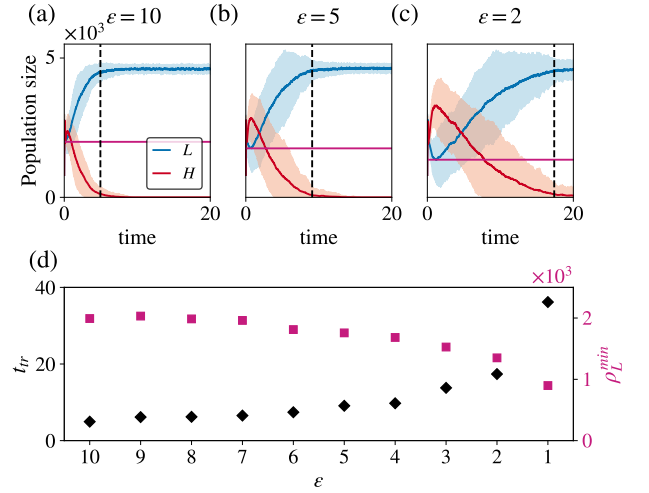 (a) ε = 10 (b) ε = 5 (c) ε = 2
×10³
Population size
5
0
L
H
0 20 0 20 0 20
time time time
(d)
×10³
40
20
0
t_tr
2
1
0
ρ_L^min
10 9 8 7 6 5 4 3 2 1
ε